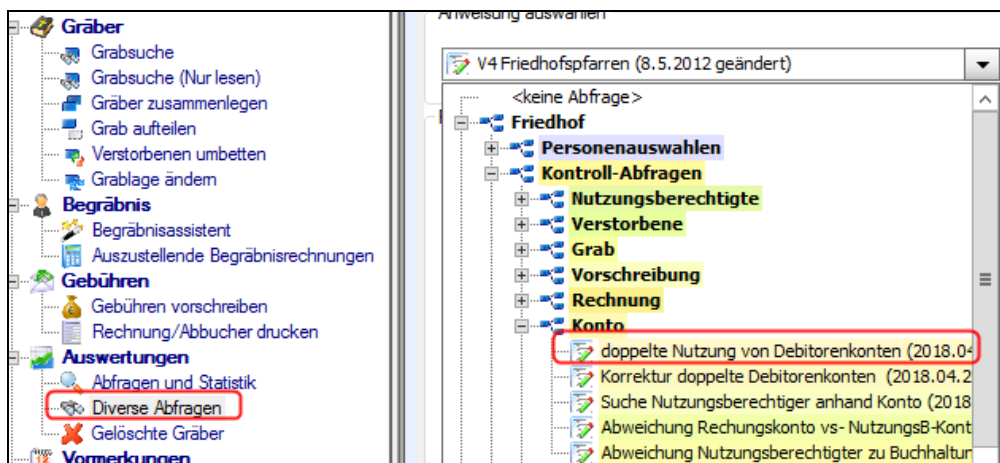 Gräber
Grabsuche
Grabsuche (Nur lesen)
Gräber zusammenlegen
Grab aufteilen
Verstorbenen umbetten
Grablage ändern
Begräbnis
Begräbnisassistent
Auszustellende Begräbnisrechnungen
Gebühren
Gebühren vorschreiben
Rechnung/Abbucher drucken
Auswertungen
Abfragen und Statistik
Diverse Abfragen
Gelöschte Gräber
Vormerkungen
Anweisung auswählen
V4 Friedhofspfarren (8.5.2012 geändert)
<keine Abfrage>
Friedhof
Personenauswahlen
Kontroll-Abfragen
Nutzungsberechtigte
Verstorbene
Grab
Vorschreibung
Rechnung
Konto
doppelte Nutzung von Debitorenkonten (2018.04
Korrektur doppelte Debitorenkonten (2018.04.2
Suche Nutzungsberechtiger anhand Konto (2018
Abweichung Rechungskonto vs- NutzungsB-Kont
Abweichung Nutzungsberechtigter zu Buchhaltur